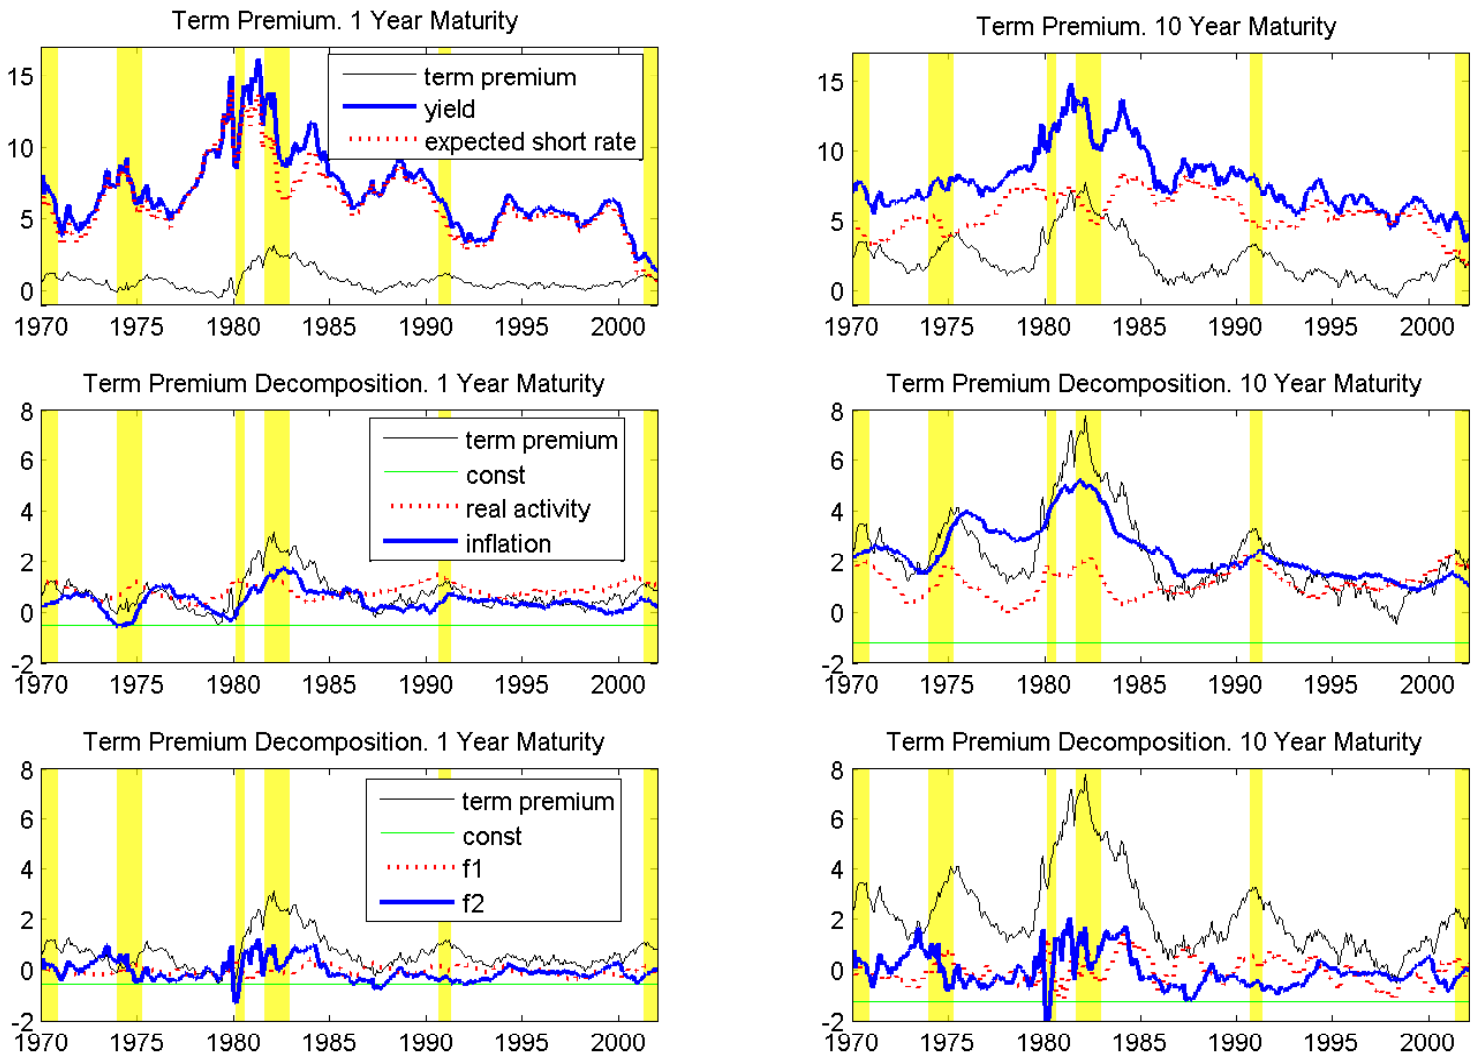 Term Premium. 1 Year Maturity
15
10
5
0
term premium
yield
expected short rate
1970 1975 1980 1985 1990 1995 2000
Term Premium. 10 Year Maturity
15
10
5
0
1970 1975 1980 1985 1990 1995 2000
Term Premium Decomposition. 1 Year Maturity
8
6
4
2
0
-2
term premium
const
real activity
inflation
1970 1975 1980 1985 1990 1995 2000
Term Premium Decomposition. 10 Year Maturity
8
6
4
2
0
-2
1970 1975 1980 1985 1990 1995 2000
Term Premium Decomposition. 1 Year Maturity
8
6
4
2
0
-2
term premium
const
f1
f2
1970 1975 1980 1985 1990 1995 2000
Term Premium Decomposition. 10 Year Maturity
8
6
4
2
0
-2
1970 1975 1980 1985 1990 1995 2000